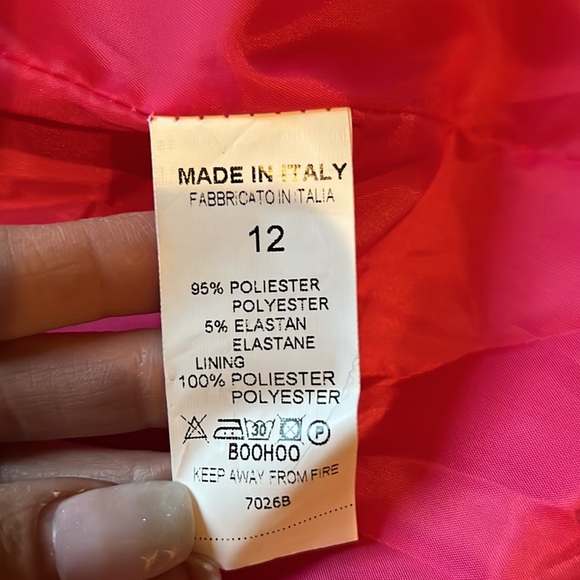 MADE IN ITALY
FABBRICATO IN ITALIA
12
95% POLIESTER
POLYESTER
5% ELASTAN
ELASTANE
LINING
100% POLIESTER
POLYESTER
30 P
BOOHOO
KEEP AWAY FROM FIRE
7026B